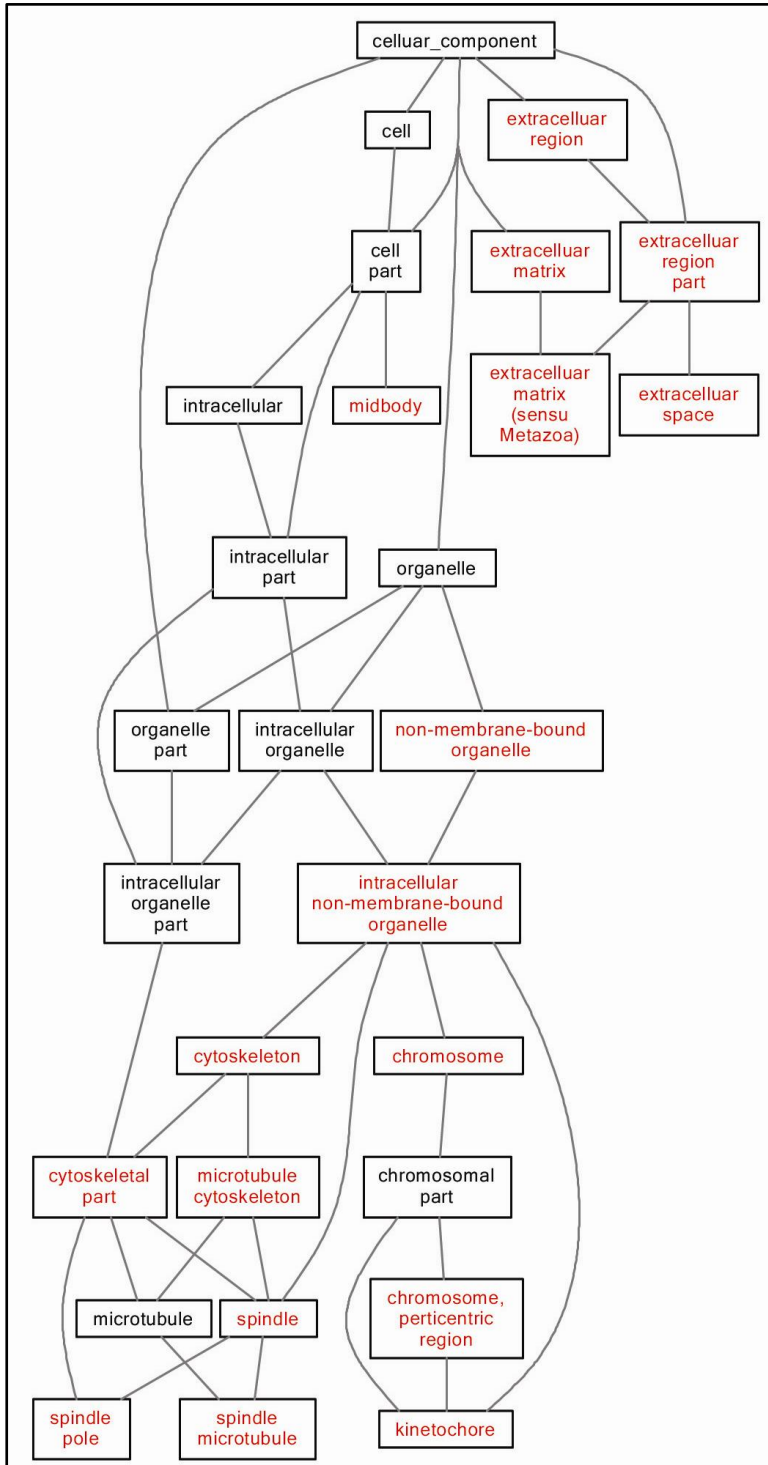 celluar_component
cell
extracelluar
region
cell
part
extracelluar
matrix
extracelluar
region
part
intracellular
midbody
extracelluar
matrix
(sensu
Metazoa)
extracelluar
space
intracellular
part
organelle
organelle
part
intracellular
organelle
non-membrane-bound
organelle
intracellular
organelle
part
intracellular
non-membrane-bound
organelle
cytoskeleton
chromosome
cytoskeletal
part
microtubule
cytoskeleton
chromosomal
part
microtubule
spindle
chromosome,
perticentric
region
spindle
pole
spindle
microtubule
kinetochore